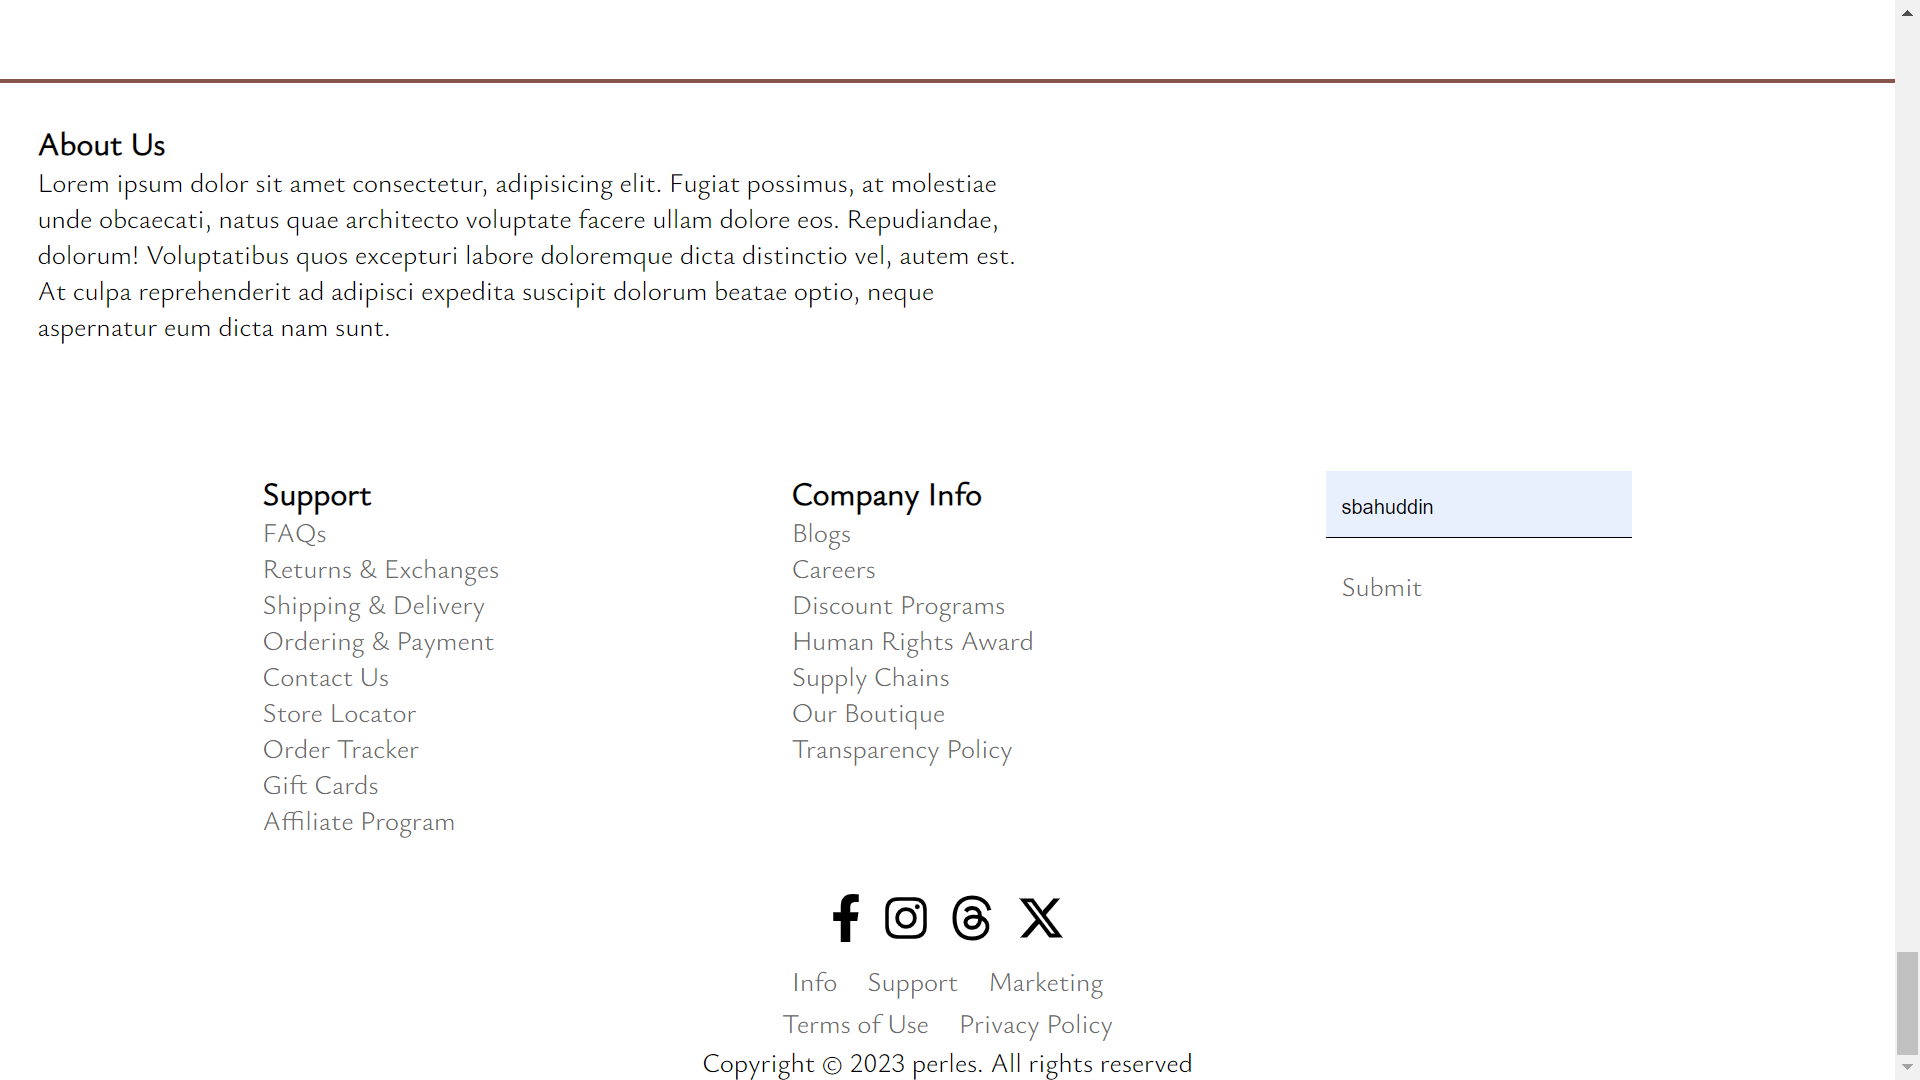 About Us
Lorem ipsum dolor sit amet consectetur, adipisicing elit. Fugiat possimus, at molestiae
unde obcaecati, natus quae architecto voluptate facere ullam dolore eos. Repudiandae,
dolorum! Voluptatibus quos excepturi labore doloremque dicta distinctio vel, autem est.
At culpa reprehenderit ad adipisci expedita suscipit dolorum beatae optio, neque
aspernatur eum dicta nam sunt.
Support
FAQs
Returns & Exchanges
Shipping & Delivery
Ordering & Payment
Contact Us
Store Locator
Order Tracker
Gift Cards
Affiliate Program
Company Info
Blogs
Careers
Discount Programs
Human Rights Award
Supply Chains
Our Boutique
Transparency Policy
sbahuddin
Submit
Info Support Marketing
Terms of Use Privacy Policy
Copyright © 2023 perles. All rights reserved